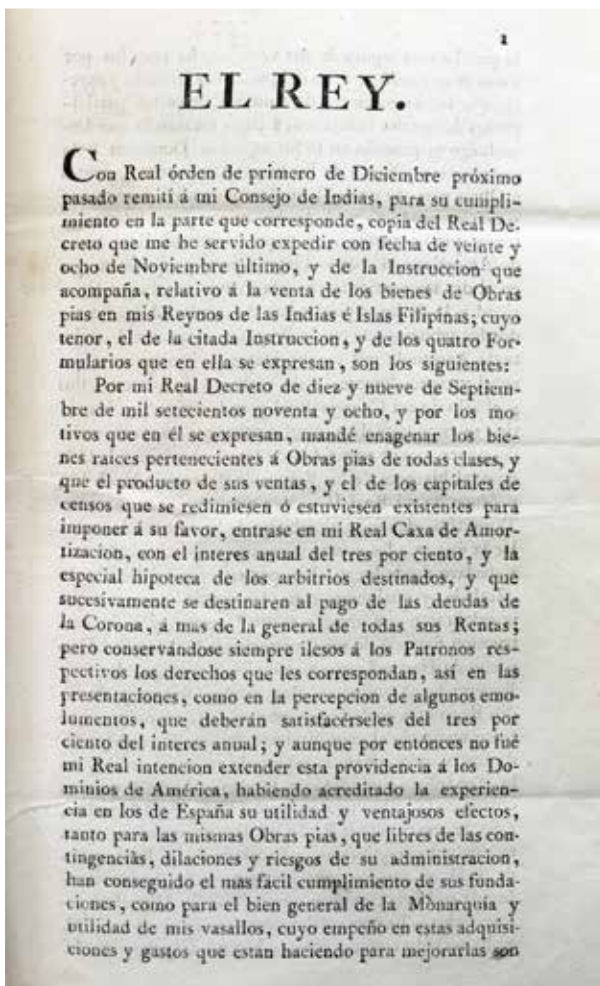 1
EL REY.
Con Real órden de primero de Diciembre próximo
pasado remití á mi Consejo de Indias, para su cumpli-
miento en la parte que corresponde, copia del Real De-
creto que me he servido expedir con fecha de veinte y
ocho de Noviembre ultimo, y de la Instruccion que
acompaña, relativo á la venta de los bienes de Obras
pias en mis Reynos de las Indias é Islas Filipinas; cuyo
tenor, el de la citada Instruccion, y de los quatro For-
mularios que en ella se expresan, son los siguientes:
Por mi Real Decreto de diez y nueve de Septiem-
bre de mil setecientos noventa y ocho, y por los mo-
tivos que en él se expresan, mandé enagenar los bie-
nes raices pertenecientes á Obras pias de todas clases, y
que el producto de sus ventas, y el de los capitales de
censos que se redimiesen ó estuviesen existentes para
imponer á su favor, entrase en mi Real Caxa de Amor-
tizacion, con el interes anual del tres por ciento, y la
especial hipoteca de los arbitrios destinados, y que
sucesivamente se destinaren al pago de las deudas de
la Corona, á mas de la general de todas sus Rentas;
pero conservándose siempre ilesos á los Patronos res-
pectivos los derechos que les correspondan, así en las
presentaciones, como en la percepcion de algunos emo-
lumentos, que deberán satisfacérseles del tres por
ciento del interes anual; y aunque por entónces no fué
mi Real intencion extender esta providencia á los Do-
minios de América, habiendo acreditado la experien-
cia en los de España su utilidad y ventajosos efectos,
tanto para las mismas Obras pias, que libres de las con-
tingencias, dilaciones y riesgos de su administracion,
han conseguido el mas facil cumplimiento de sus funda-
ciones, como para el bien general de la Monarquía y
utilidad de mis vasallos, cuyo empeño en estas adquisi-
ciones y gastos que estan haciendo para mejorarlas son